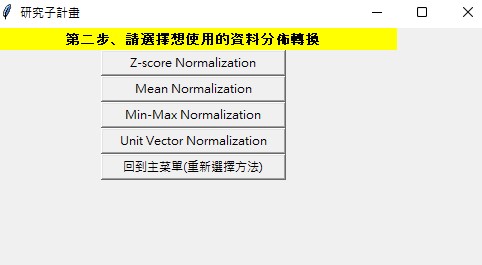 研究子計畫
第二步、請選擇想使用的資料分佈轉換
Z-score Normalization
Mean Normalization
Min-Max Normalization
Unit Vector Normalization
回到主菜單(重新選擇方法)